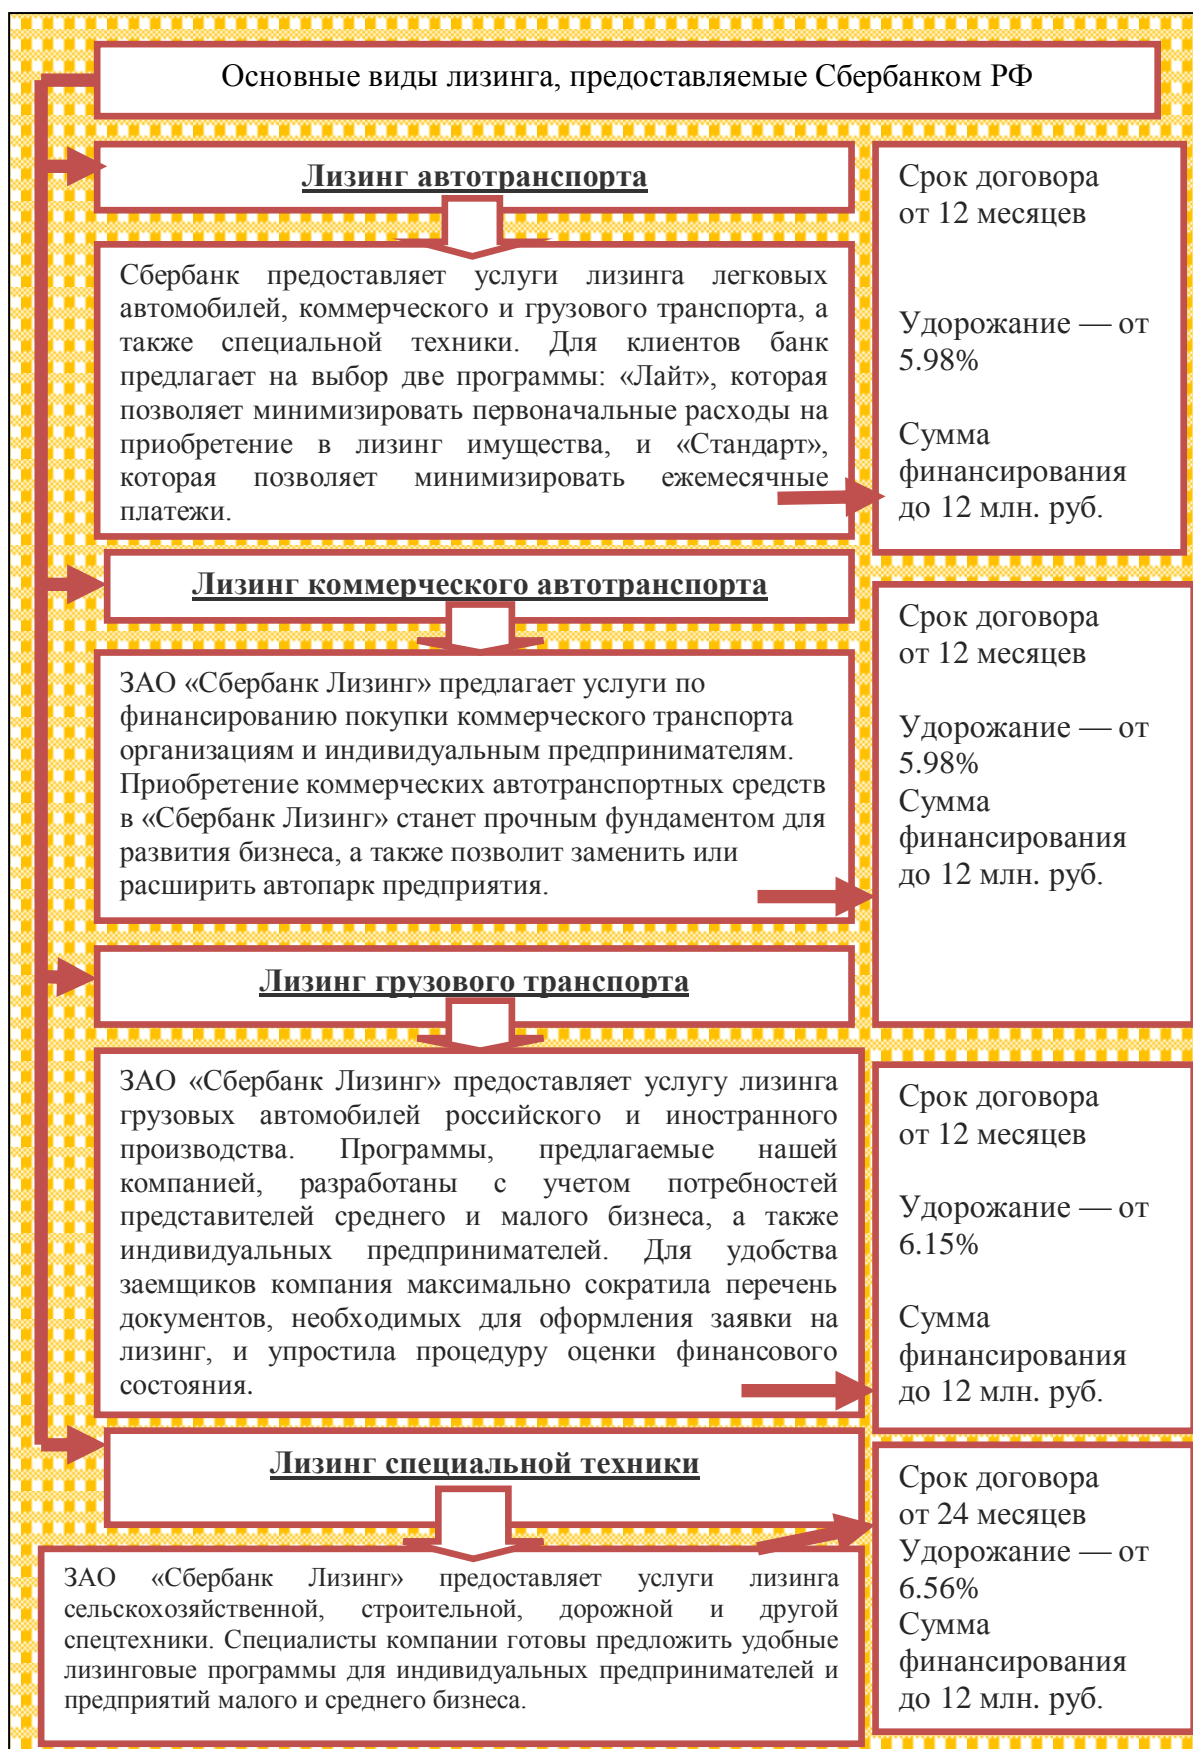 Основные виды лизинга, предоставляемые Сбербанком РФ
Лизинг автотранспорта
Сбербанк предоставляет услуги лизинга легковых
автомобилей, коммерческого и грузового транспорта, а
также специальной техники. Для клиентов банк
предлагает на выбор две программы: «Лайт», которая
позволяет минимизировать первоначальные расходы на
приобретение в лизинг имущества, и «Стандарт»,
которая позволяет минимизировать ежемесячные
платежи.
Срок договора
от 12 месяцев
Удорожание — от
5.98%
Сумма
финансирования
до 12 млн. руб.
Лизинг коммерческого автотранспорта
ЗАО «Сбербанк Лизинг» предлагает услуги по
финансированию покупки коммерческого транспорта
организациям и индивидуальным предпринимателям.
Приобретение коммерческих автотранспортных средств
в «Сбербанк Лизинг» станет прочным фундаментом для
развития бизнеса, а также позволит заменить или
расширить автопарк предприятия.
Срок договора
от 12 месяцев
Удорожание — от
5.98%
Сумма
финансирования
до 12 млн. руб.
Лизинг грузового транспорта
ЗАО «Сбербанк Лизинг» предоставляет услугу лизинга
грузовых автомобилей российского и иностранного
производства. Программы, предлагаемые нашей
компанией, разработаны с учетом потребностей
представителей среднего и малого бизнеса, а также
индивидуальных предпринимателей. Для удобства
заемщиков компания максимально сократила перечень
документов, необходимых для оформления заявки на
лизинг, и упростила процедуру оценки финансового
состояния.
Срок договора
от 12 месяцев
Удорожание — от
6.15%
Сумма
финансирования
до 12 млн. руб.
Лизинг специальной техники
ЗАО «Сбербанк Лизинг» предоставляет услуги лизинга
сельскохозяйственной, строительной, дорожной и другой
спецтехники. Специалисты компании готовы предложить удобные
лизинговые программы для индивидуальных предпринимателей и
предприятий малого и среднего бизнеса.
Срок договора
от 24 месяцев
Удорожание — от
6.56%
Сумма
финансирования
до 12 млн. руб.